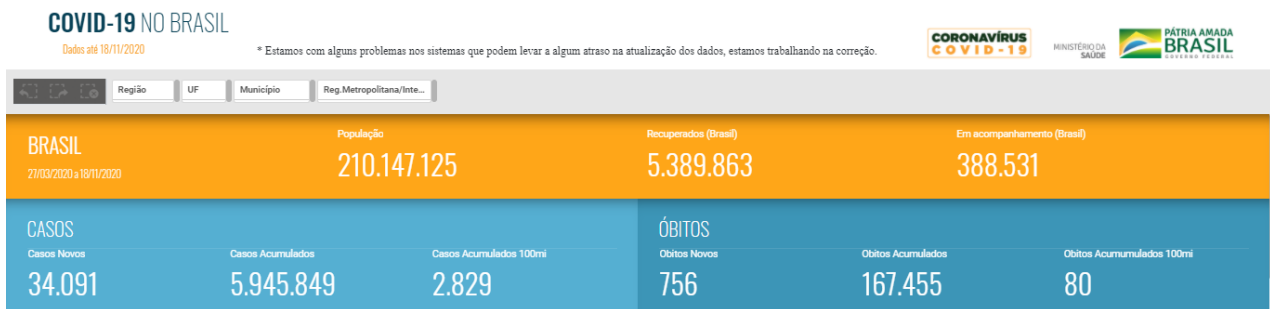 COVID-19 NO BRASIL
Dados até 18/11/2020
* Estamos com alguns problemas nos sistemas que podem levar a algum atraso na atualização dos dados, estamos trabalhando na correção.
CORONAVÍRUS
COVID-19
MINISTÉRIO DA
SAÚDE
PÁTRIA AMADA
BRASIL
GOVERNO FEDERAL
Região
UF
Município
Reg.Metropolitana/Inte...
BRASIL
27/03/2020 a 18/11/2020
População
210.147.125
Recuperados (Brasil)
5.389.863
Em acompanhamento (Brasil)
388.531
CASOS
Casos Novos
34.091
Casos Acumulados
5.945.849
Casos Acumulados 100mi
2.829
ÓBITOS
Obitos Novos
756
Obitos Acumulados
167.455
Obitos Acumumulados 100mi
80